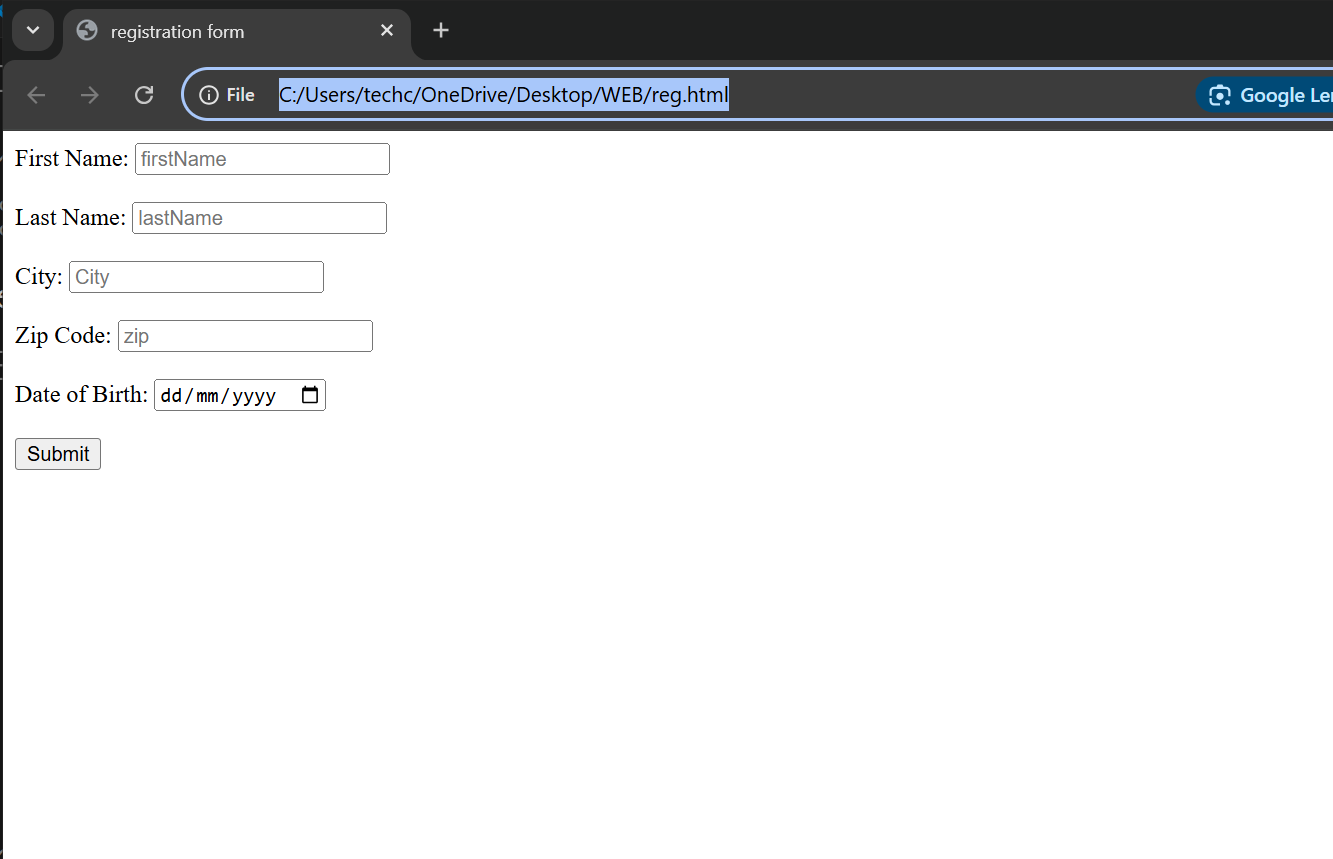 registration form
File C:/Users/techc/OneDrive/Desktop/WEB/reg.html Google
First Name: firstName
Last Name: lastName
City: City
Zip Code: zip
Date of Birth: dd/mm/yyyy
Submit